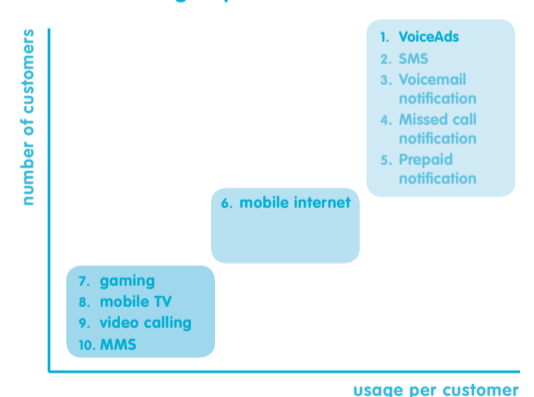 number of customers
1. VoiceAds
2. SMS
3. Voicemail
notification
4. Missed call
notification
5. Prepaid
notification
6. mobile internet
7. gaming
8. mobile TV
9. video calling
10. MMS
usage per customer